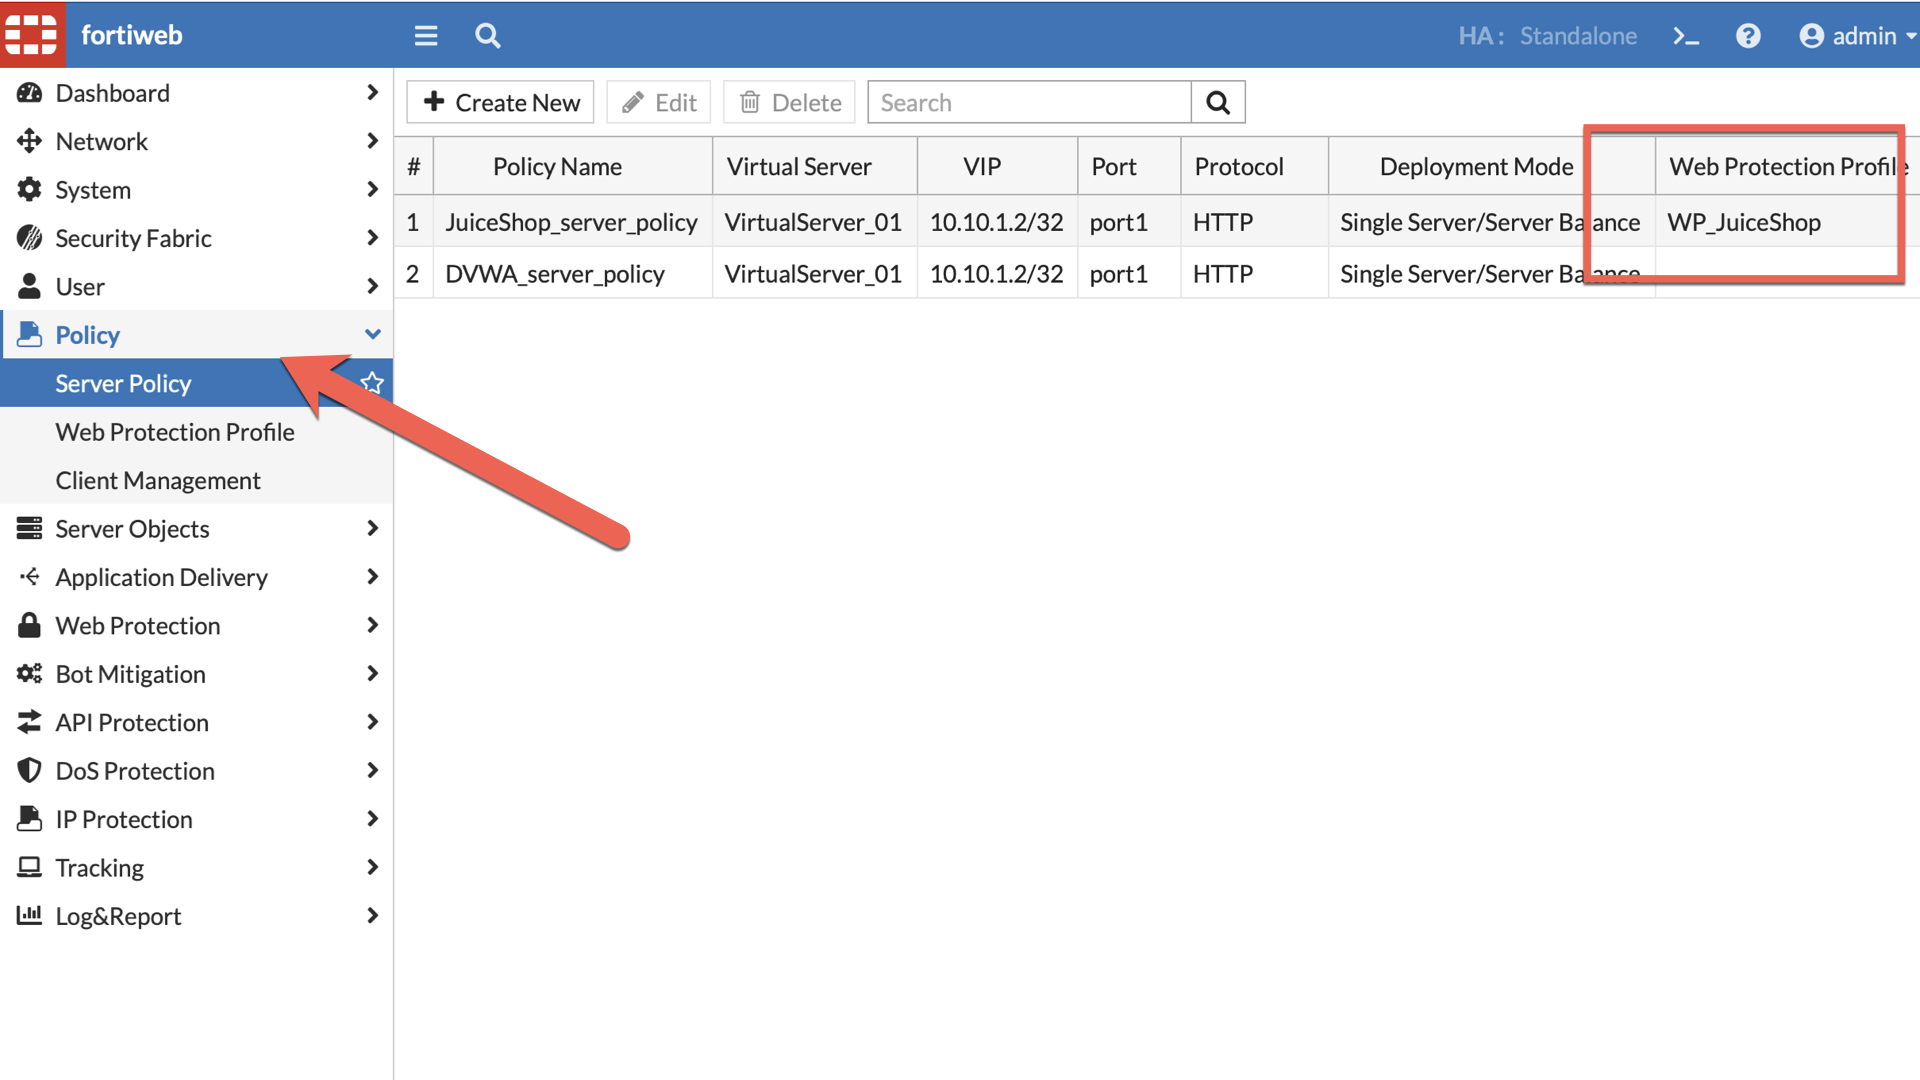 fortiweb
HA: Standalone >_ ? admin
Dashboard
Network
System
Security Fabric
User
Policy
Server Policy
Web Protection Profile
Client Management
Server Objects
Application Delivery
Web Protection
Bot Mitigation
API Protection
DoS Protection
IP Protection
Tracking
Log&Report
+ Create New Edit Delete Search
# Policy Name Virtual Server VIP Port Protocol Deployment Mode Web Protection Profile
1 JuiceShop_server_policy VirtualServer_01 10.10.1.2/32 port1 HTTP Single Server/Server Balance WP_JuiceShop
2 DVWA_server_policy VirtualServer_01 10.10.1.2/32 port1 HTTP Single Server/Server Balance